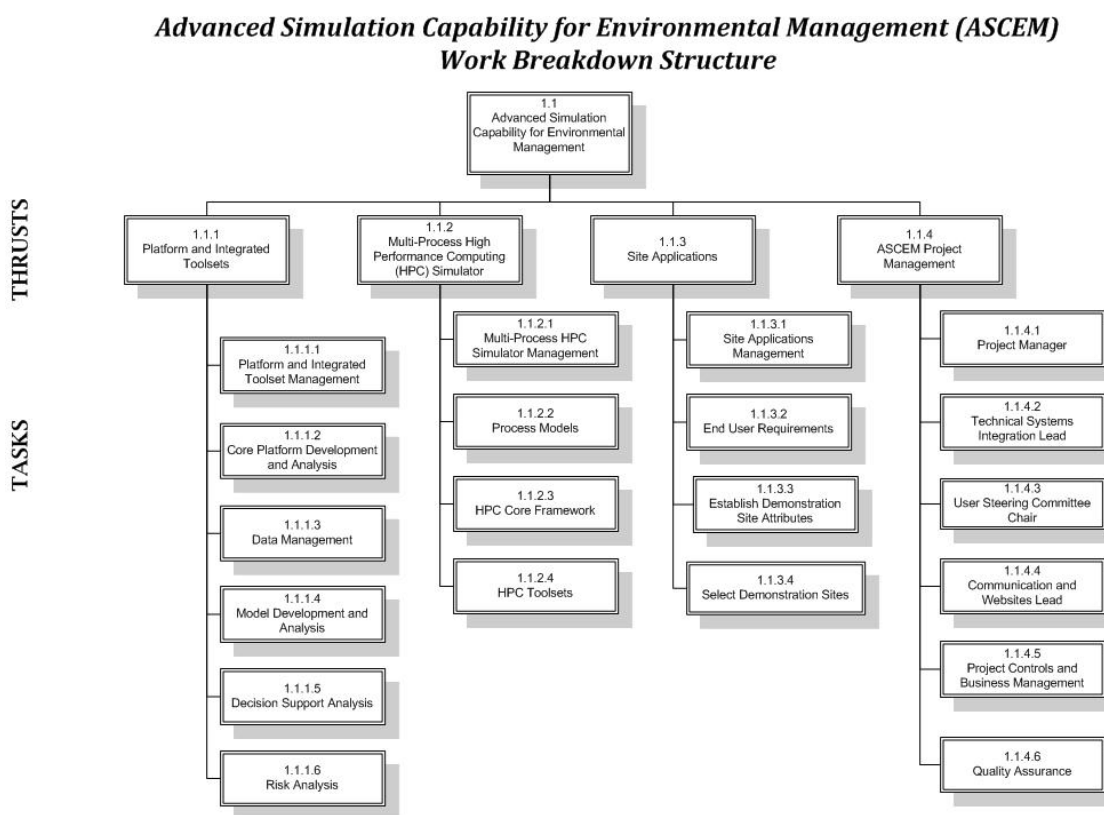 Advanced Simulation Capability for Environmental Management (ASCEM)
Work Breakdown Structure
1.1
Advanced Simulation
Capability for Environmental
Management
THRUSTS
1.1.1
Platform and Integrated
Toolsets
1.1.2
Multi-Process High
Performance Computing
(HPC) Simulator
1.1.3
Site Applications
1.1.4
ASCEM Project
Management
TASKS
1.1.1.1
Platform and Integrated
Toolset Management
1.1.1.2
Core Platform Development
and Analysis
1.1.1.3
Data Management
1.1.1.4
Model Development and
Analysis
1.1.1.5
Decision Support Analysis
1.1.1.6
Risk Analysis
1.1.2.1
Multi-Process HPC
Simulator Management
1.1.2.2
Process Models
1.1.2.3
HPC Core Framework
1.1.2.4
HPC Toolsets
1.1.3.1
Site Applications
Management
1.1.3.2
End User Requirements
1.1.3.3
Establish Demonstration
Site Attributes
1.1.3.4
Select Demonstration Sites
1.1.4.1
Project Manager
1.1.4.2
Technical Systems
Integration Lead
1.1.4.3
User Steering Committee
Chair
1.1.4.4
Communication and
Websites Lead
1.1.4.5
Project Controls and
Business Management
1.1.4.6
Quality Assurance